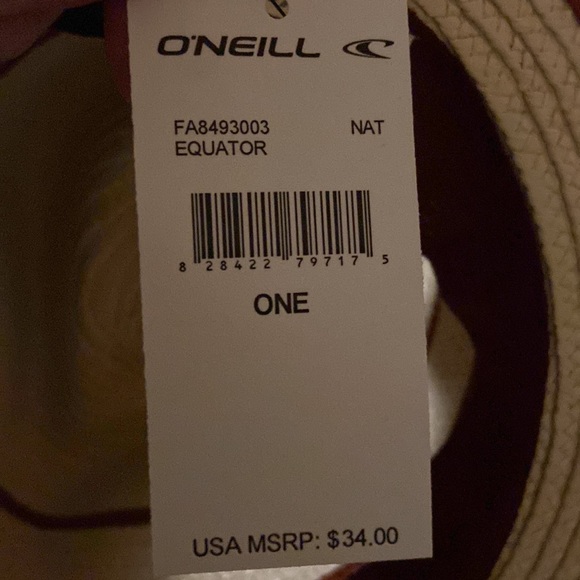 O'NEILL
FA8493003 NAT
EQUATOR
8 28422 79717 5
ONE
USA MSRP: $34.00